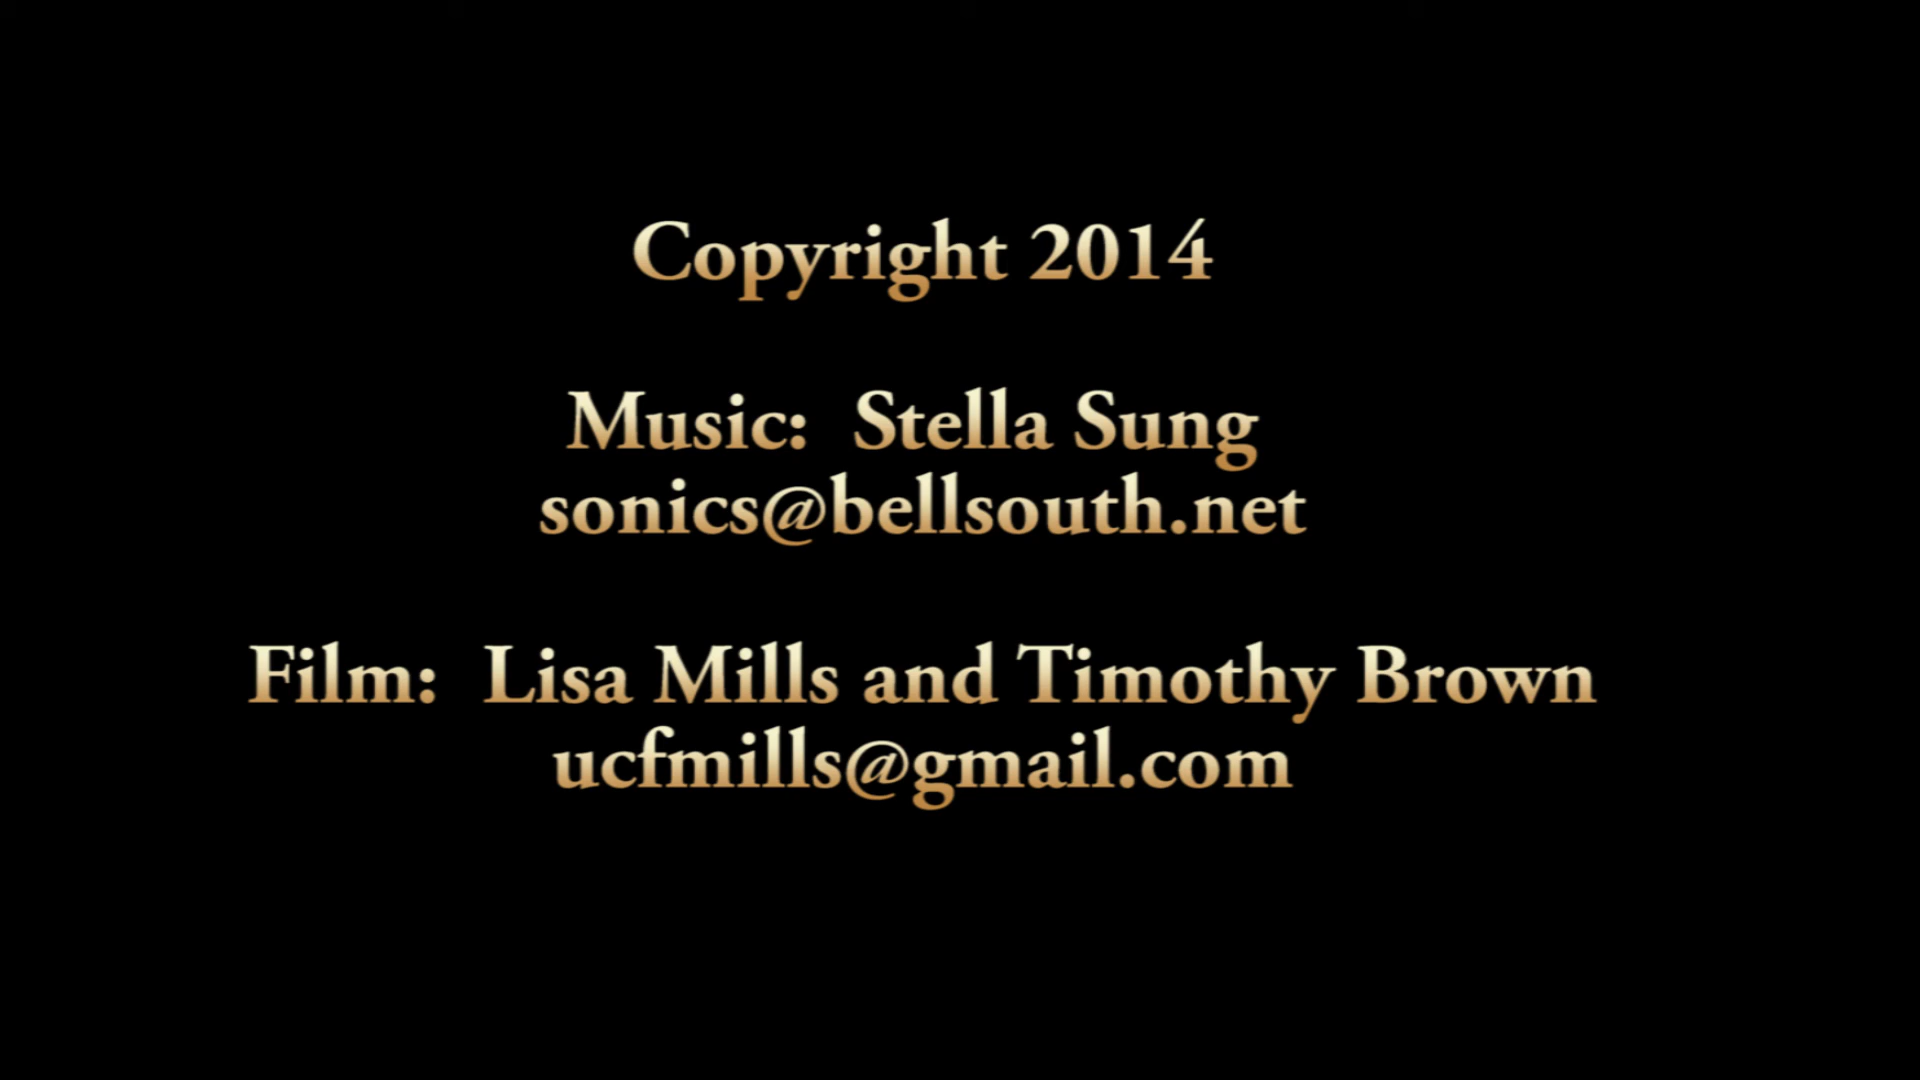 Copyright 2014
Music:  Stella Sung
sonics@bellsouth.net
Film:  Lisa Mills and Timothy Brown
ucfmills@gmail.com